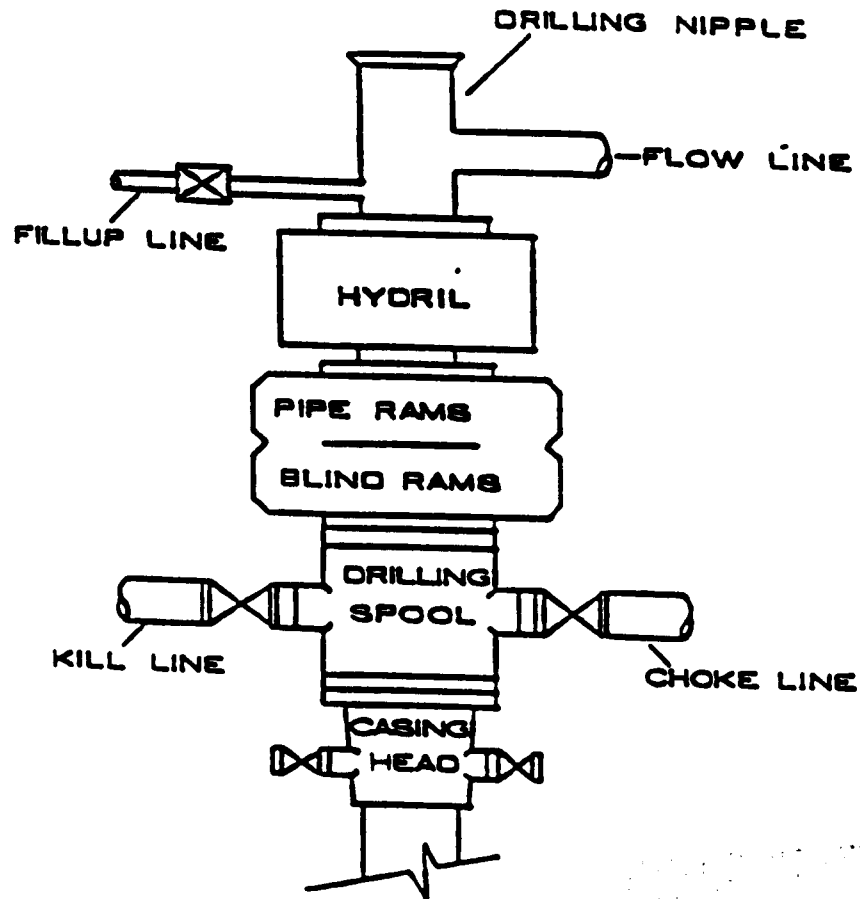 DRILLING NIPPLE
FLOW LINE
FILLUP LINE
HYDRIL
PIPE RAMS
BLIND RAMS
DRILLING
SPOOL
KILL LINE
CHOKE LINE
CASING
HEAD